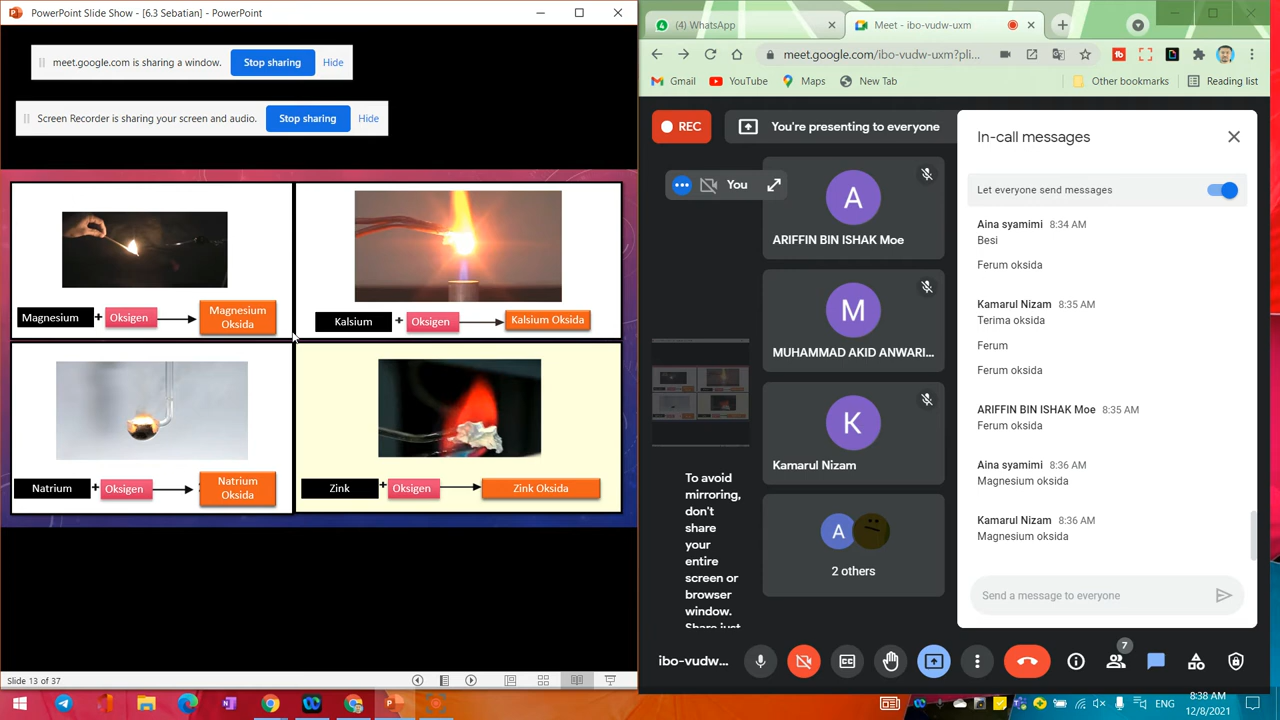 PowerPoint Slide Show - [6.3 Sebatian] - PowerPoint
meet.google.com is sharing a window.
Stop sharing
Hide
Screen Recorder is sharing your screen and audio.
Stop sharing
Hide
Magnesium + Oksigen
Magnesium
Oksida
Kalsium + Oksigen
Kalsium Oksida
Natrium + Oksigen
Natrium
Oksida
Zink + Oksigen
Zink Oksida
Slide 13 of 37
(4) WhatsApp
Meet - ibo-vudw-uxm
meet.google.com/ibo-vudw-uxm?pli...
Gmail
YouTube
Maps
New Tab
Other bookmarks
Reading list
REC
You're presenting to everyone
You
A
ARIFFIN BIN ISHAK Moe
M
MUHAMMAD AKID ANWARI...
K
Kamarul Nizam
A
2 others
To avoid
mirroring,
don't
share
your
entire
screen or
browser
window.
Share just
In-call messages
Let everyone send messages
Aina syamimi 8:34 AM
Besi
Ferum oksida
Kamarul Nizam 8:35 AM
Terima oksida
Ferum
Ferum oksida
ARIFFIN BIN ISHAK Moe 8:35 AM
Ferum oksida
Aina syamimi 8:36 AM
Magnesium oksida
Kamarul Nizam 8:36 AM
Magnesium oksida
Send a message to everyone
ibo-vudw...
7
ENG
8:38 AM
12/8/2021